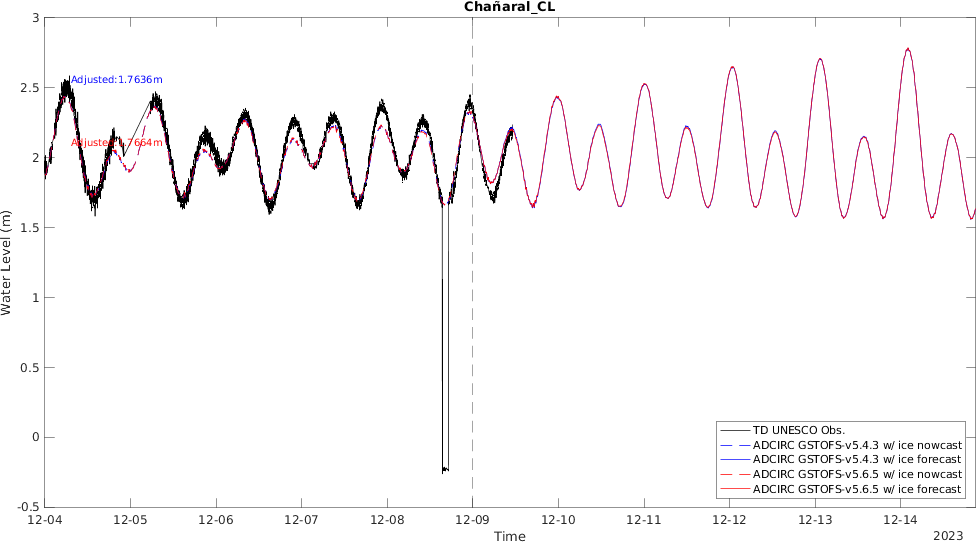 Chañaral_CL
3
2.5
2
1.5
1
0.5
0
-0.5
Water Level (m)
Adjusted:1.7636m
Adjusted:1.7664m
TD UNESCO Obs.
ADCIRC GSTOFS-v5.4.3 w/ ice nowcast
ADCIRC GSTOFS-v5.4.3 w/ ice forecast
ADCIRC GSTOFS-v5.6.5 w/ ice nowcast
ADCIRC GSTOFS-v5.6.5 w/ ice forecast
12-04 12-05 12-06 12-07 12-08 12-09 12-10 12-11 12-12 12-13 12-14
Time
2023